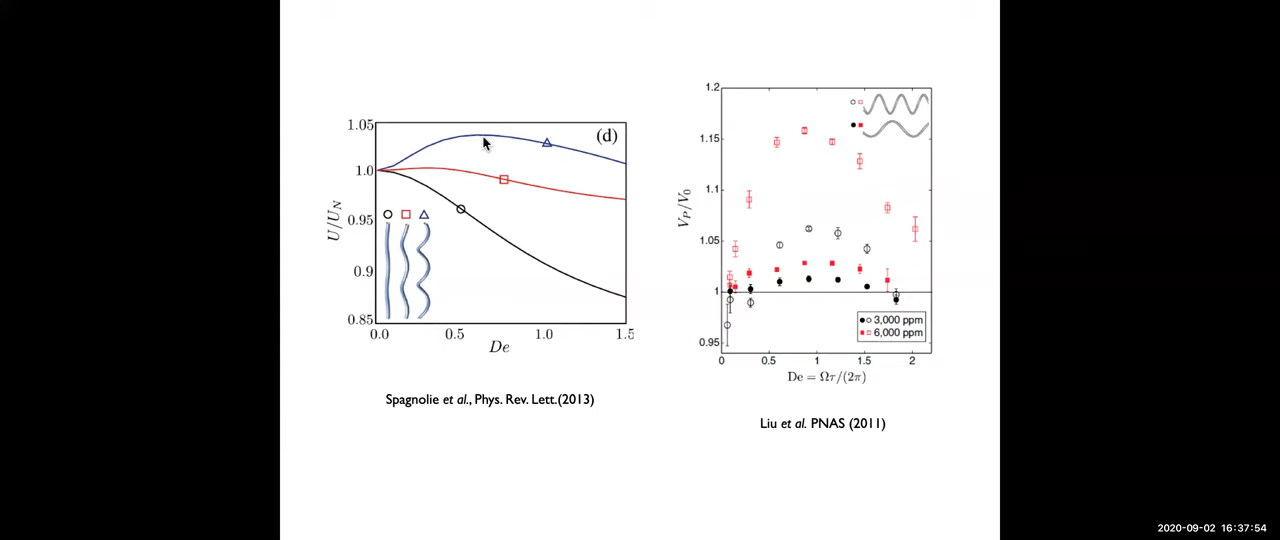 (d)
1.05
1.0
0.95
0.9
0.85
U/U_N
0.0 0.5 1.0 1.5
De
Spagnolie et al., Phys. Rev. Lett.(2013)
1.2
1.15
1.1
1.05
1
0.95
V_P/V_0
3,000 ppm
6,000 ppm
0 0.5 1 1.5 2
De = Ωτ/(2π)
Liu et al. PNAS (2011)
2020-09-02 16:37:54